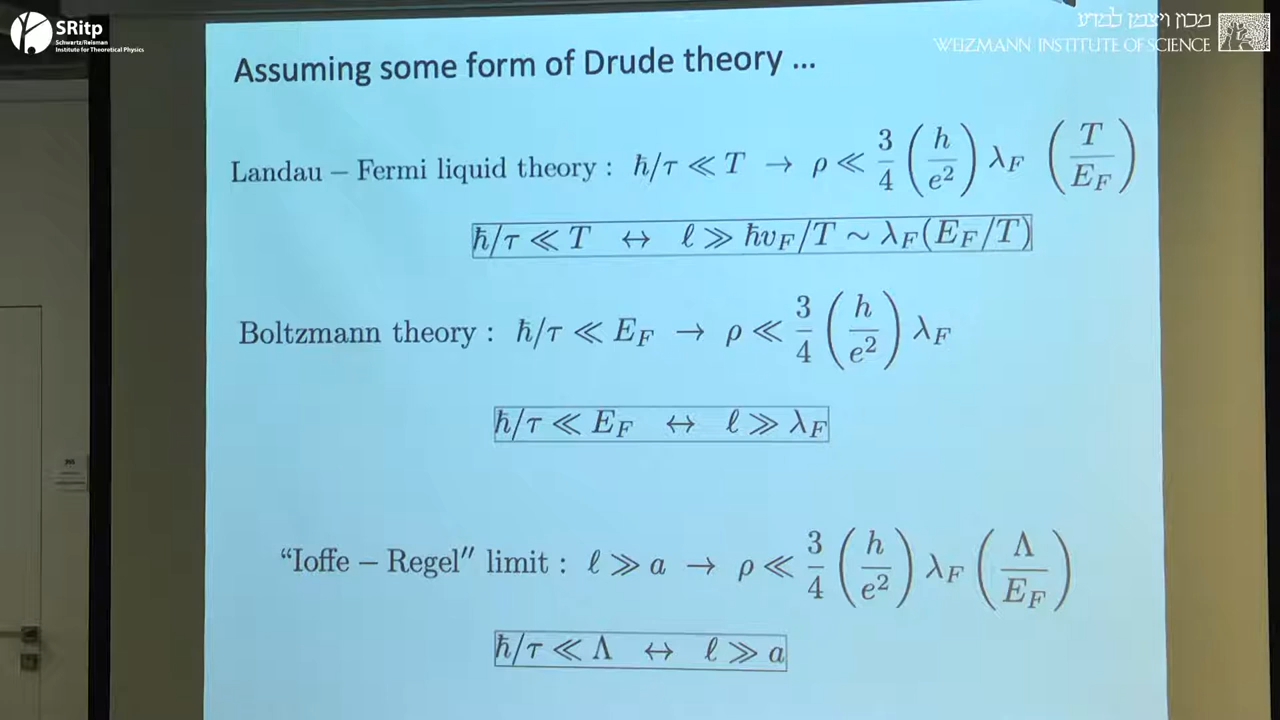 SRitp
Schwartz/Reisman
Institute for Theoretical Physics
מכון ויצמן למדע
WEIZMANN INSTITUTE OF SCIENCE
Assuming some form of Drude theory ...
Landau – Fermi liquid theory : ℏ/τ ≪ T → ρ ≪ 3/4 (h/e²) λ_F (T/E_F)
ℏ/τ ≪ T ↔ ℓ ≫ ℏυ_F/T ∼ λ_F(E_F/T)
Boltzmann theory : ℏ/τ ≪ E_F → ρ ≪ 3/4 (h/e²) λ_F
ℏ/τ ≪ E_F ↔ ℓ ≫ λ_F
“Ioffe – Regel″ limit : ℓ ≫ a → ρ ≪ 3/4 (h/e²) λ_F (Λ/E_F)
ℏ/τ ≪ Λ ↔ ℓ ≫ a